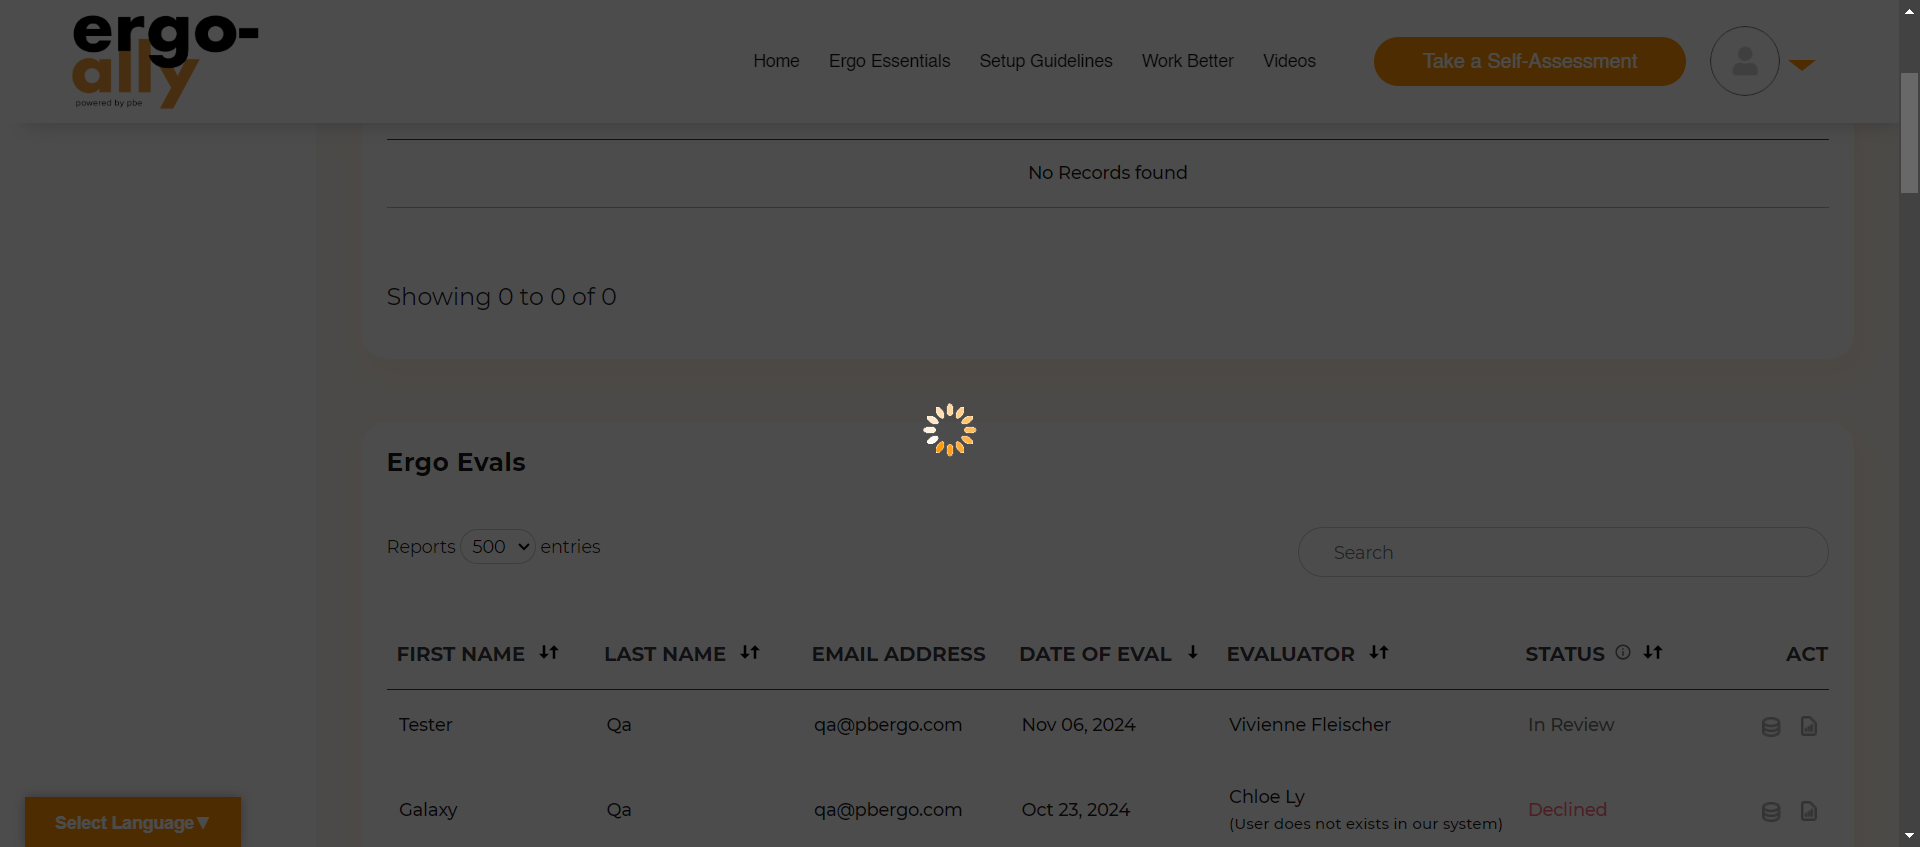 ergo-
ally
powered by pbe
Home Ergo Essentials Setup Guidelines Work Better Videos Take a Self-Assessment
No Records found
Showing 0 to 0 of 0
Ergo Evals
Reports 500 entries Search
FIRST NAME LAST NAME EMAIL ADDRESS DATE OF EVAL EVALUATOR STATUS ACT
Tester Qa qa@pbergo.com Nov 06, 2024 Vivienne Fleischer In Review
Galaxy Qa qa@pbergo.com Oct 23, 2024 Chloe Ly Declined
(User does not exists in our system)
Select Language▼